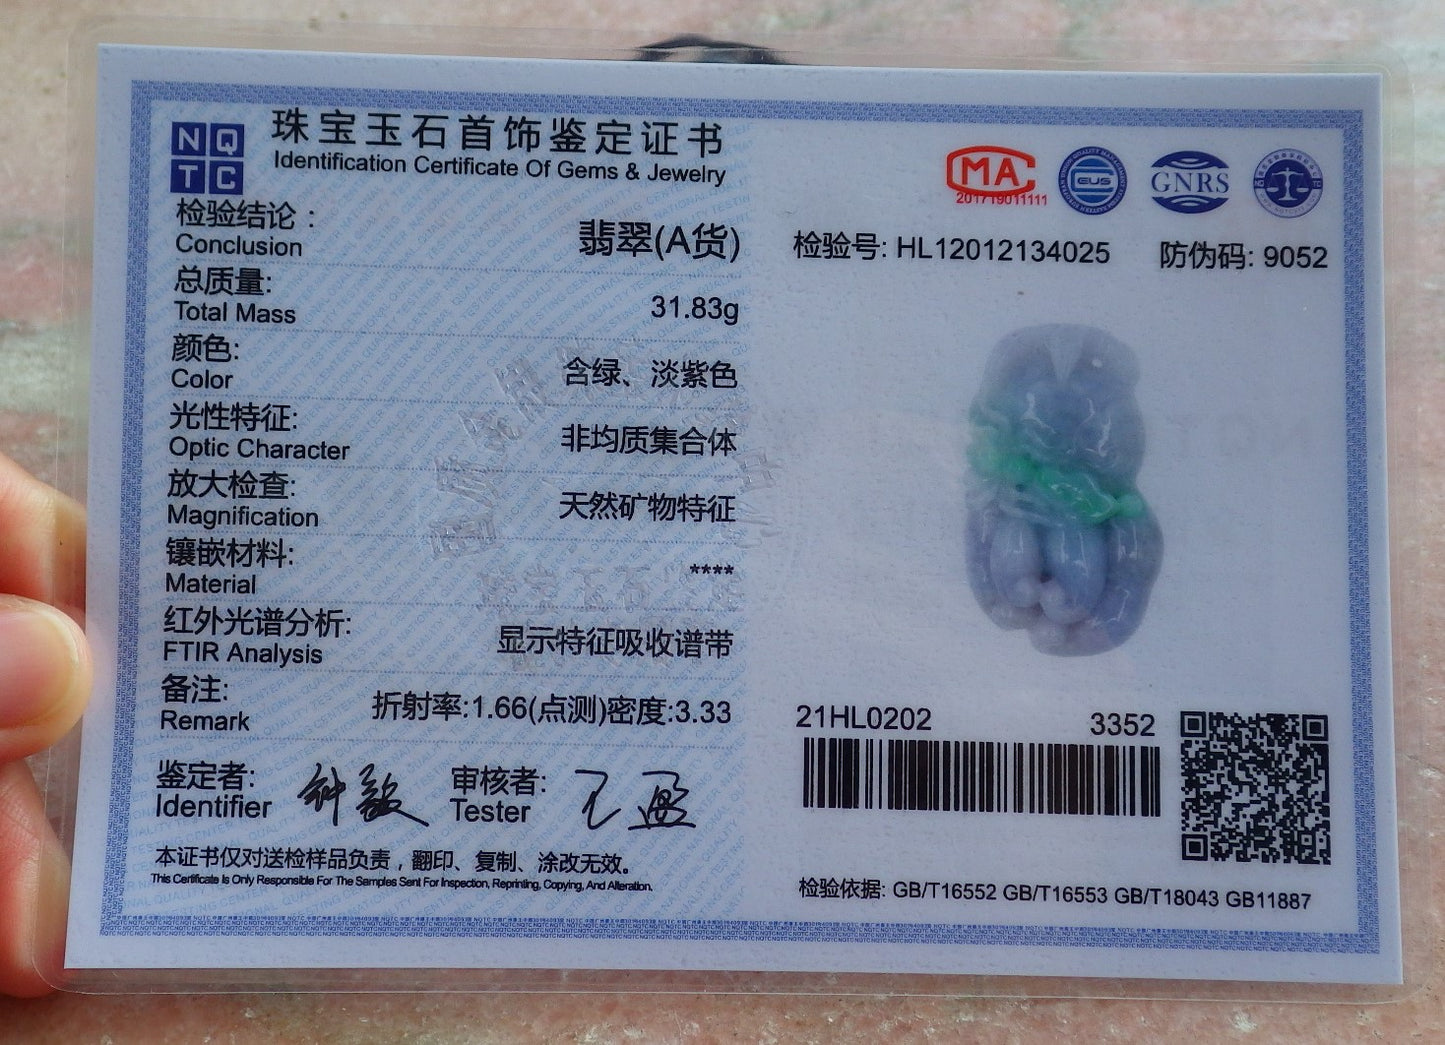 NQTC
珠宝玉石首饰鉴定证书
Identification Certificate Of Gems & Jewelry
检验结论：
Conclusion
翡翠(A货)
总质量:
Total Mass
31.83g
颜色:
Color
含绿、淡紫色
光性特征:
Optic Character
非均质集合体
放大检查:
Magnification
天然矿物特征
镶嵌材料:
Material
****
红外光谱分析:
FTIR Analysis
显示特征吸收谱带
备注:
Remark
折射率:1.66(点测)密度:3.33
鉴定者:
Identifier
审核者:
Tester
本证书仅对送检样品负责，翻印、复制、涂改无效。
This Certificate Is Only Responsible For The Samples Sent For Inspection, Reprinting, Copying, And Alteration.
MA
201719011111
EUS
GNRS
检验号: HL12012134025 防伪码: 9052
21HL0202 3352
检验依据: GB/T16552 GB/T16553 GB/T18043 GB11887